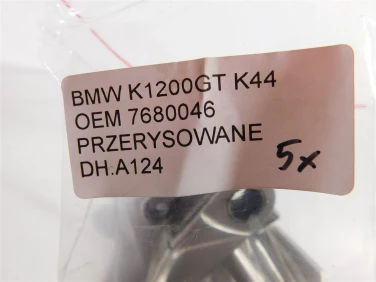 BMW K1200GT K44
OEM 7680046
PRZERYSOWANE
DH.A124
5x